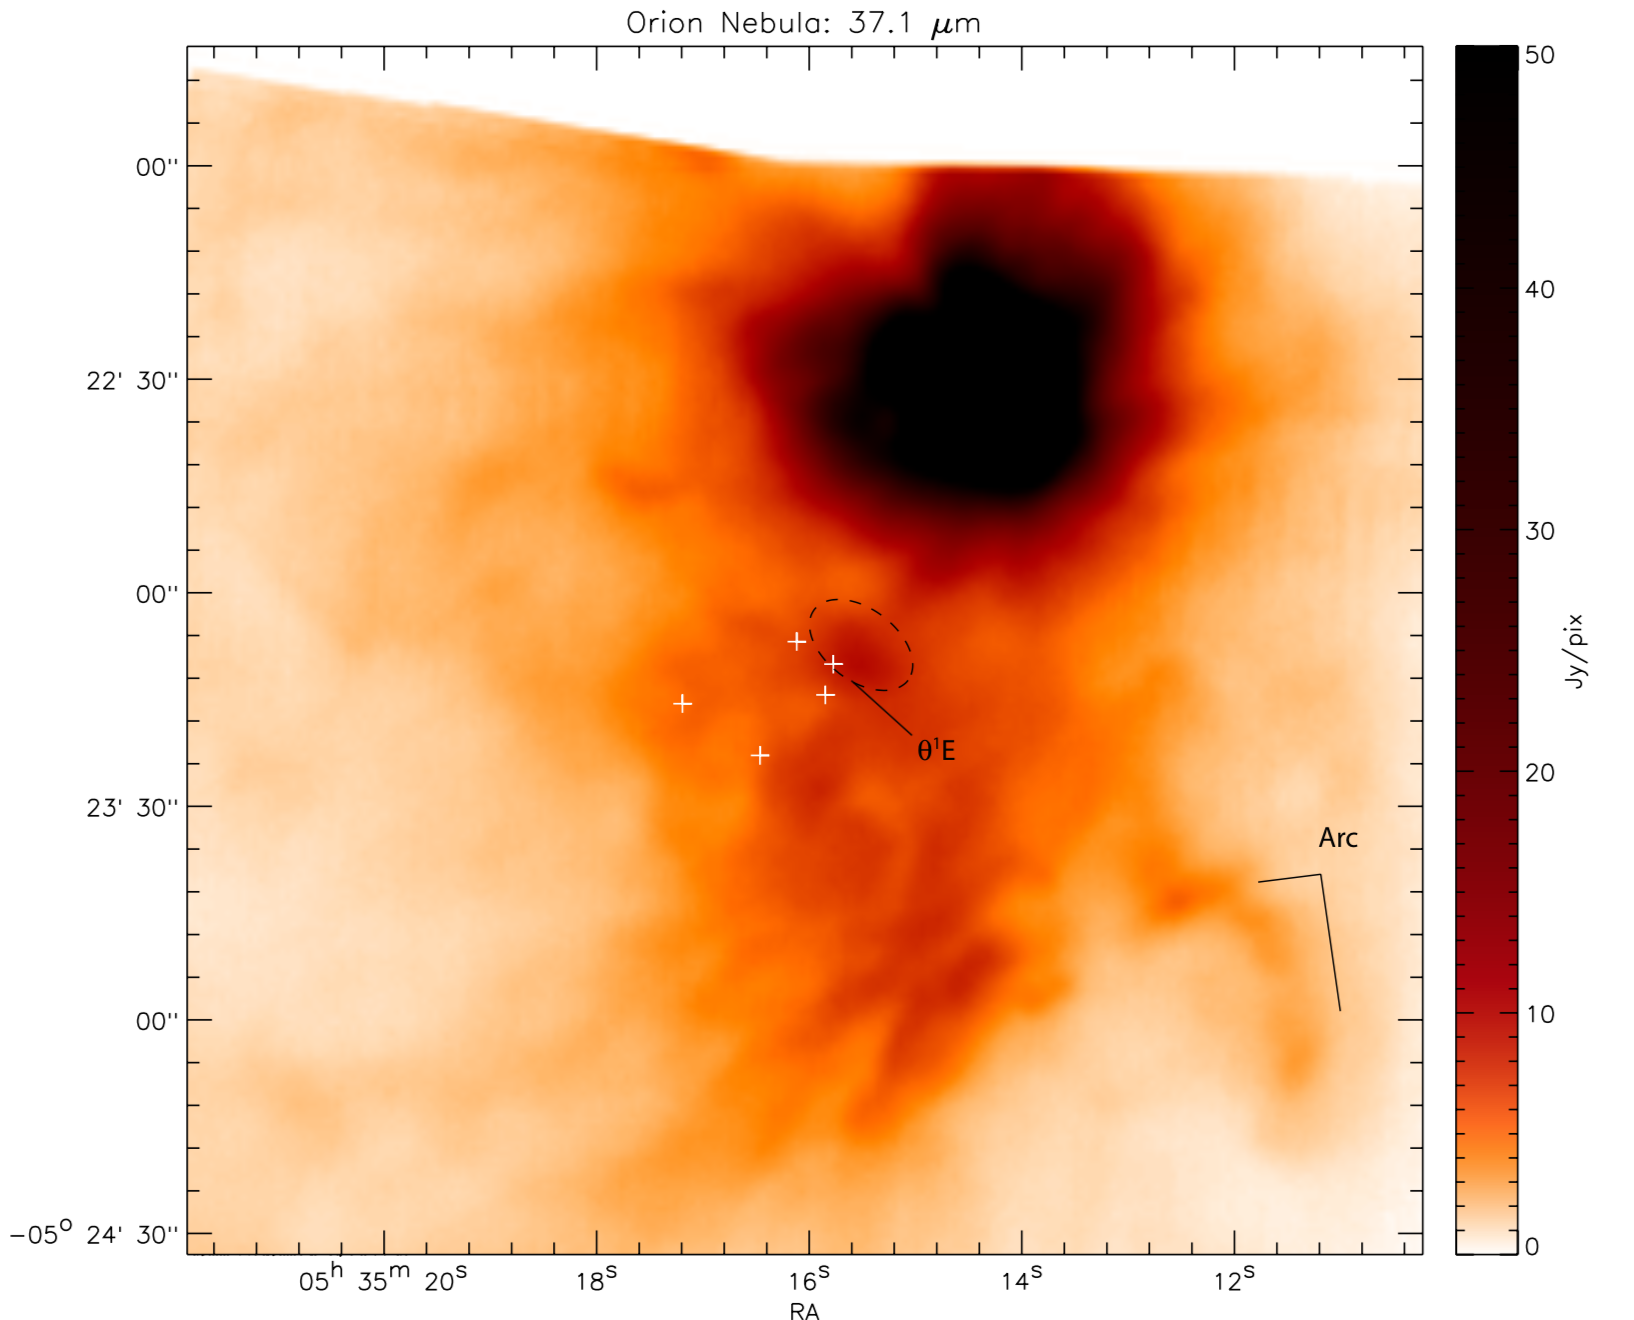 Orion Nebula: 37.1 μm
00"
22' 30"
00"
23' 30"
00"
−05° 24' 30"
05ʰ 35ᵐ 20ˢ 18ˢ 16ˢ 14ˢ 12ˢ
RA
θ¹E
Arc
50
40
30
20
10
0
Jy/pix